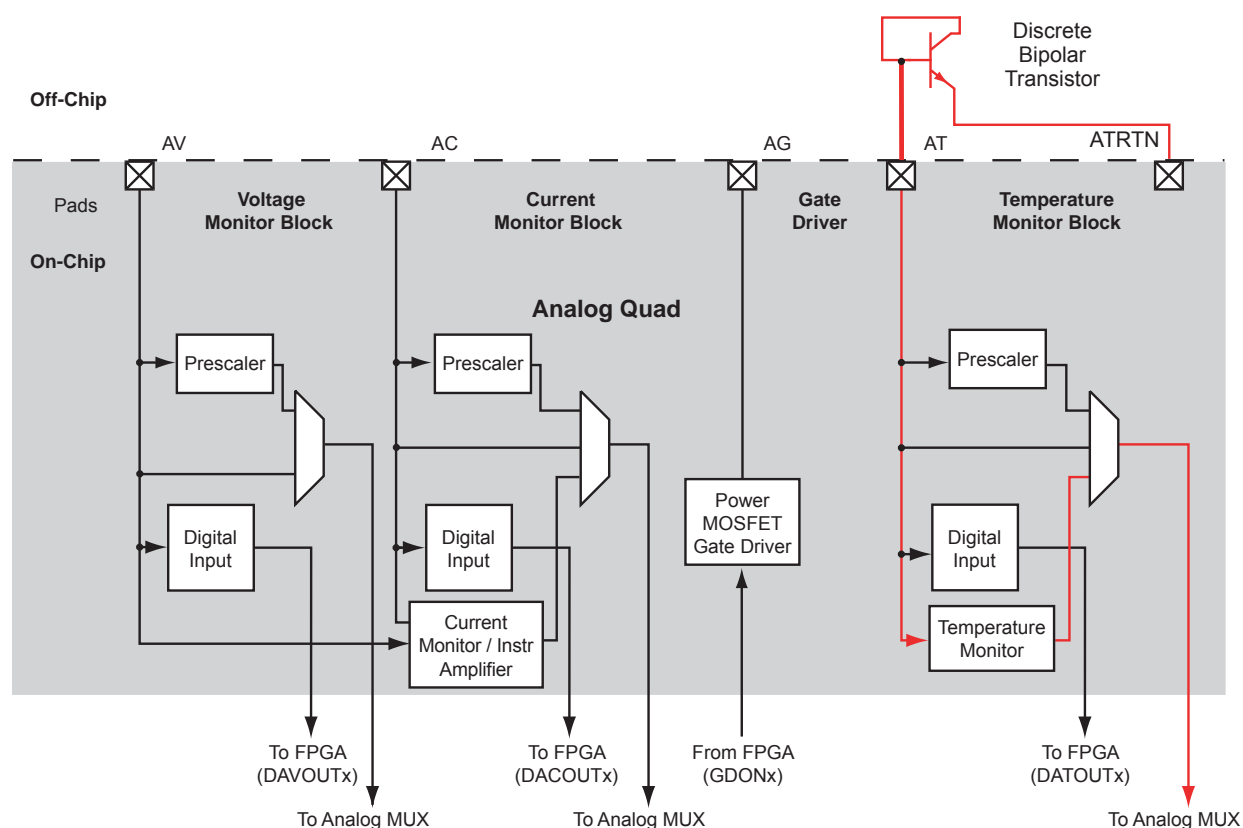 Discrete
Bipolar
Transistor
Off-Chip
AV
AC
AG
AT
ATRTN
Pads
Voltage
Monitor Block
Current
Monitor Block
Gate
Driver
Temperature
Monitor Block
On-Chip
Analog Quad
Prescaler
Prescaler
Prescaler
Digital
Input
Digital
Input
Power
MOSFET
Gate Driver
Digital
Input
Current
Monitor / Instr
Amplifier
Temperature
Monitor
To FPGA
(DAVOUTx)
To FPGA
(DACOUTx)
From FPGA
(GDONx)
To FPGA
(DATOUTx)
To Analog MUX
To Analog MUX
To Analog MUX